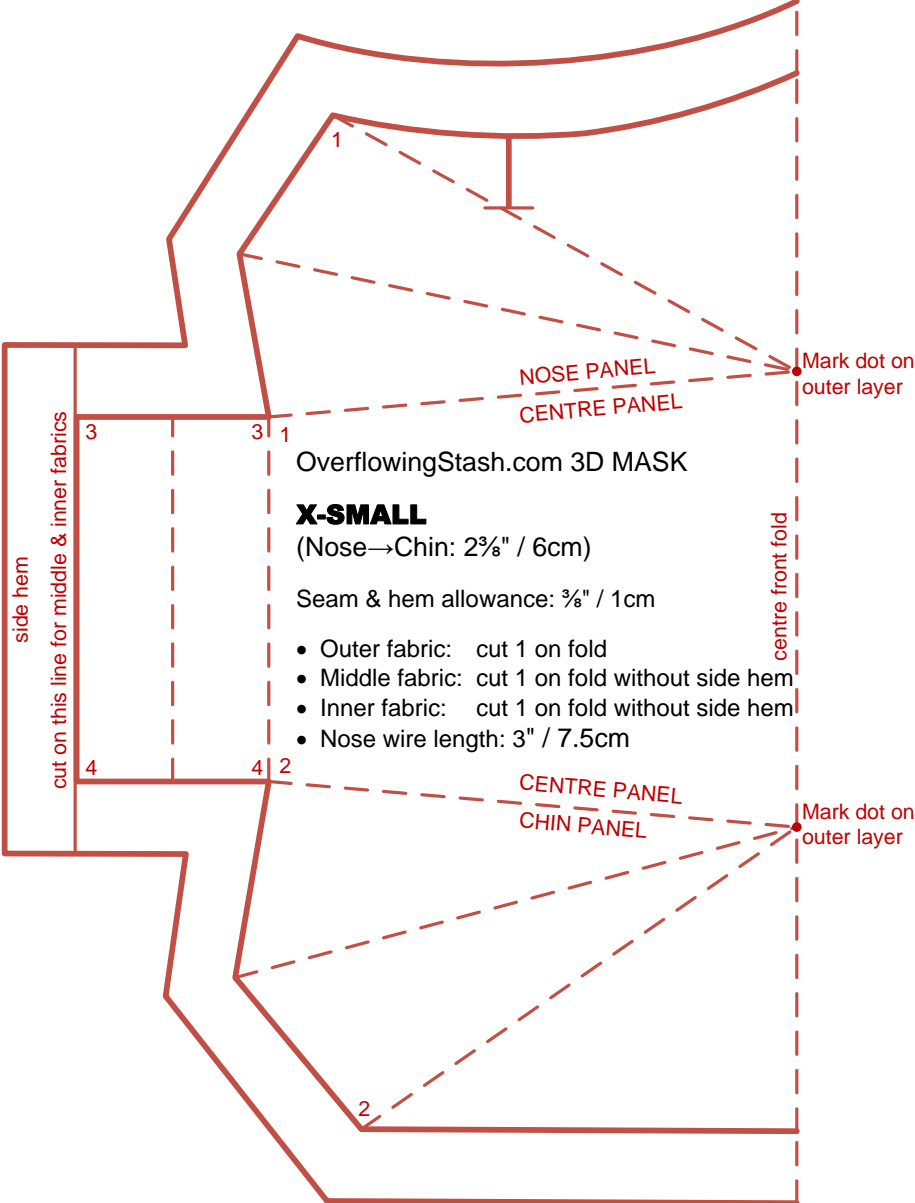 1
NOSE PANEL
CENTRE PANEL
Mark dot on
outer layer
3
3
1
side hem
cut on this line for middle & inner fabrics
OverflowingStash.com 3D MASK
X-SMALL
(Nose→Chin: 2⅜" / 6cm)
Seam & hem allowance: ⅜" / 1cm
• Outer fabric: cut 1 on fold
• Middle fabric: cut 1 on fold without side hem
• Inner fabric: cut 1 on fold without side hem
• Nose wire length: 3" / 7.5cm
centre front fold
4
4
2
CENTRE PANEL
CHIN PANEL
Mark dot on
outer layer
2